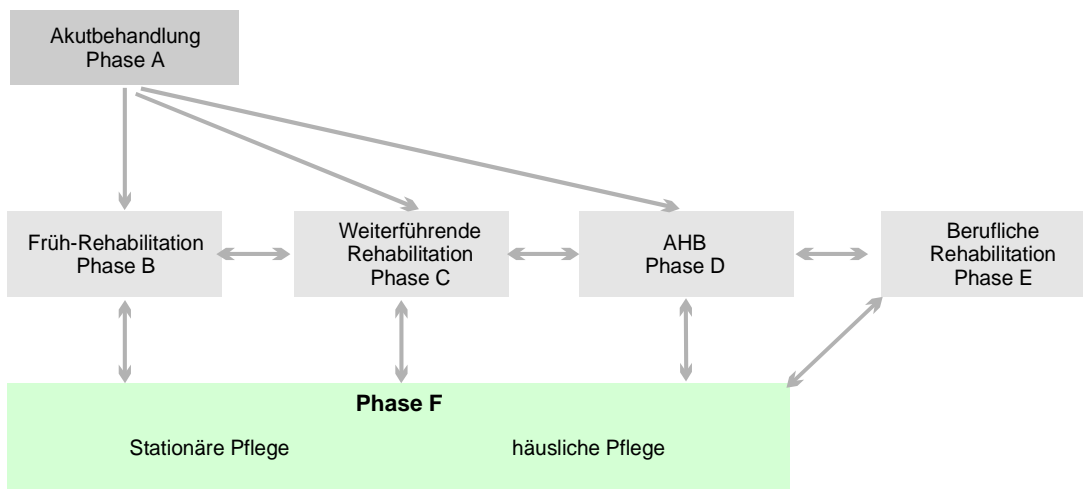 Akutbehandlung
Phase A
Früh-Rehabilitation
Phase B
Weiterführende
Rehabilitation
Phase C
AHB
Phase D
Berufliche
Rehabilitation
Phase E
Phase F
Stationäre Pflege
häusliche Pflege